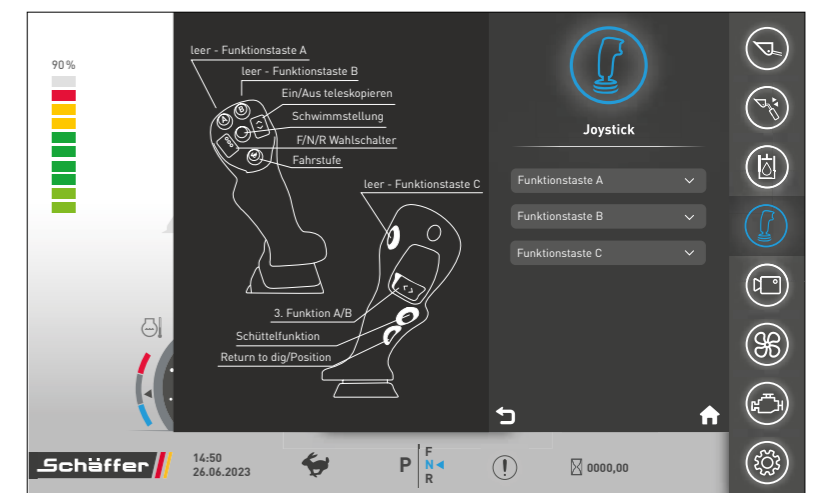 90 %
leer - Funktionstaste A
leer - Funktionstaste B
Ein/Aus teleskopieren
Schwimmstellung
F/N/R Wahlschalter
Fahrstufe
A
B
leer - Funktionstaste C
3. Funktion A/B
Schüttelfunktion
Return to dig/Position
Joystick
Funktionstaste A
Funktionstaste B
Funktionstaste C
Schäffer
14:50
26.06.2023
P
F
N
R
!
0000,00